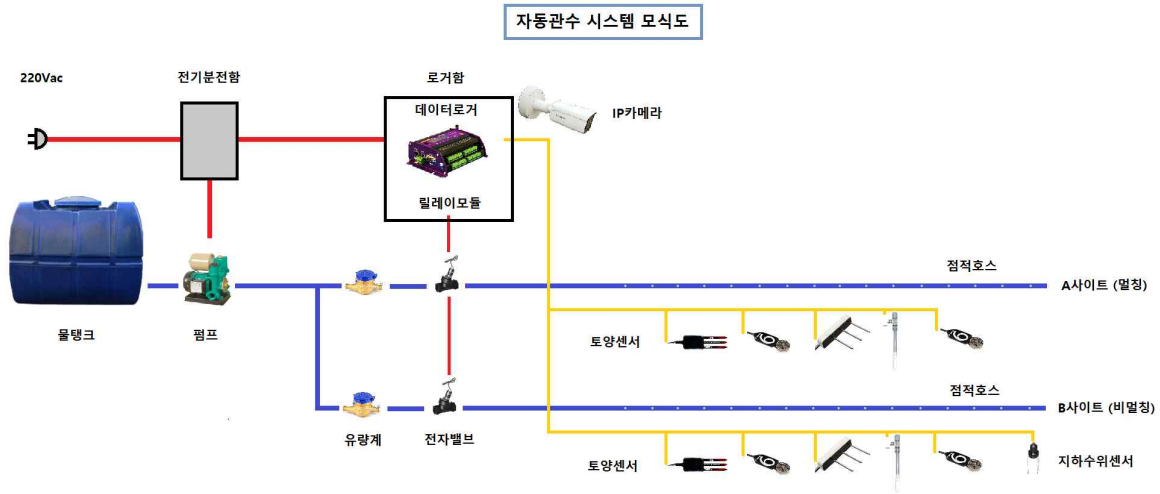 자동관수 시스템 모식도
220Vac
전기분전함
로거함
데이터로거
IP카메라
릴레이모듈
점적호스
A사이트 (멀칭)
물탱크
펌프
토양센서
점적호스
B사이트 (비멀칭)
유량계
전자밸브
토양센서
지하수위센서